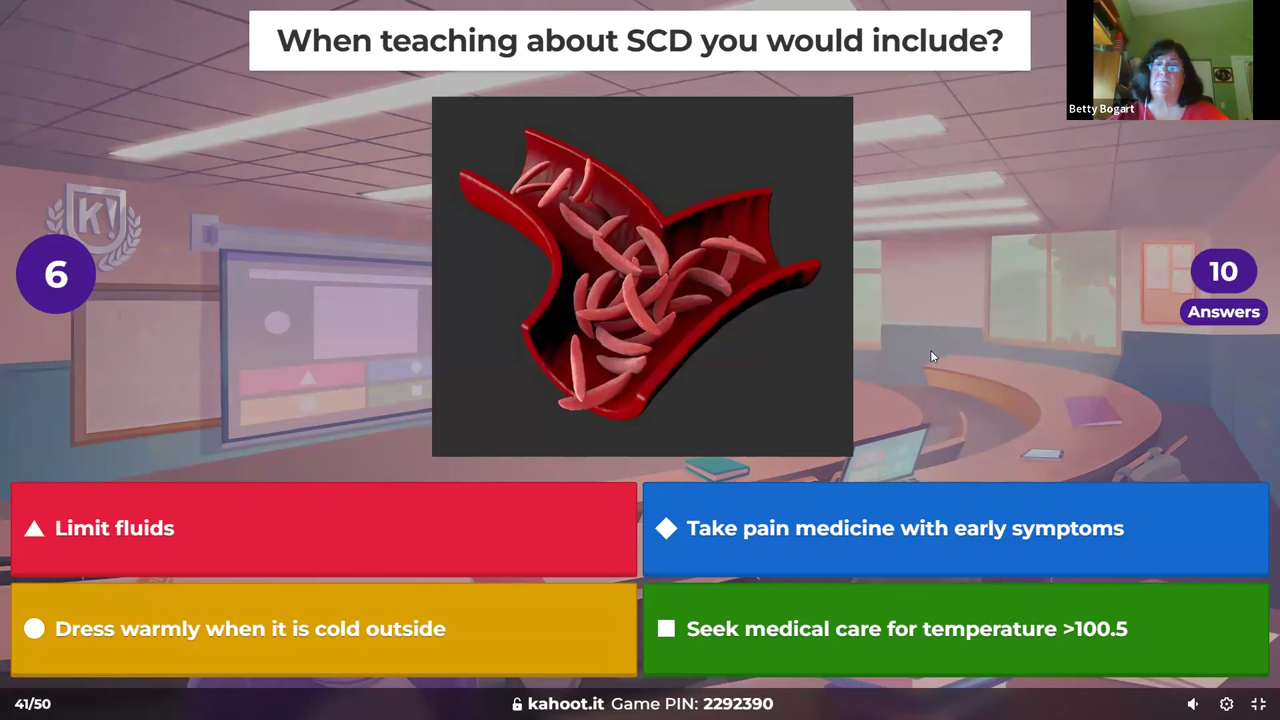 When teaching about SCD you would include?
Betty Bogart
K!
6
10
Answers
Limit fluids
Take pain medicine with early symptoms
Dress warmly when it is cold outside
Seek medical care for temperature >100.5
41/50
kahoot.it Game PIN: 2292390